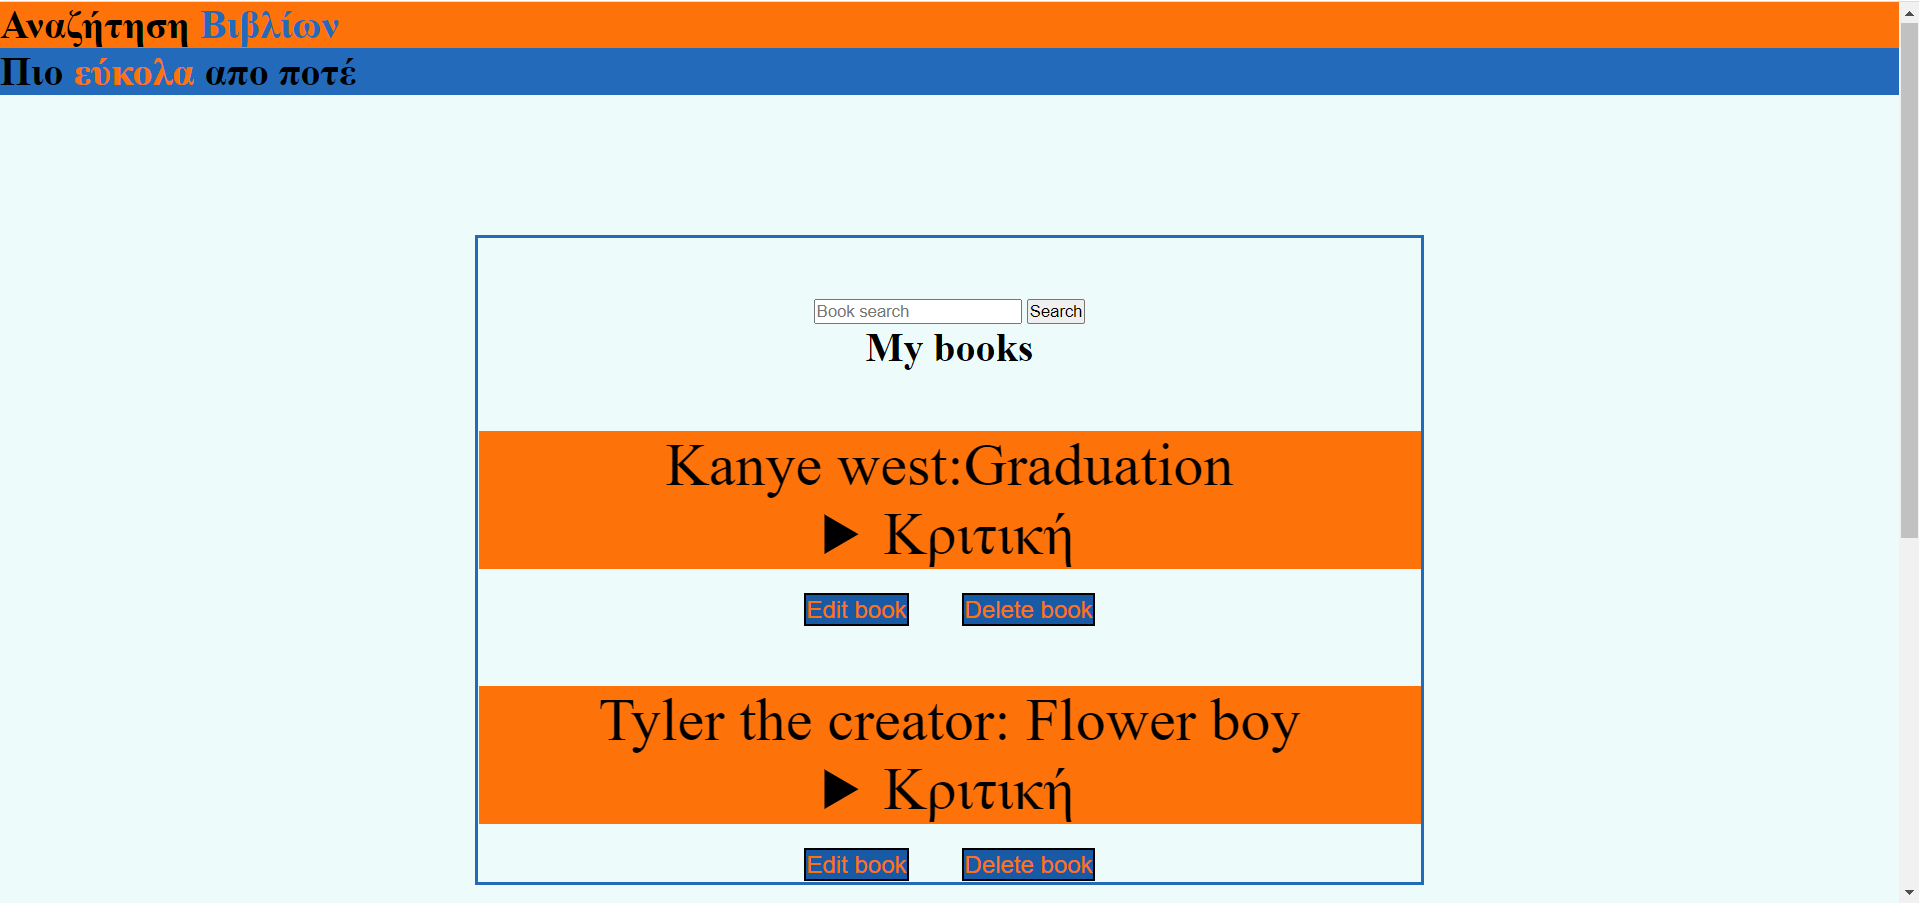 Αναζήτηση Βιβλίων
Πιο εύκολα απο ποτέ
Book search Search
My books
Kanye west:Graduation
▶ Κριτική
Edit book Delete book
Tyler the creator: Flower boy
▶ Κριτική
Edit book Delete book